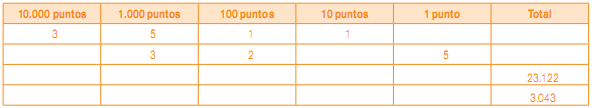 10.000 puntos 1.000 puntos 100 puntos 10 puntos 1 punto Total
3 5 1 1
3 2 5
23.122
3.043